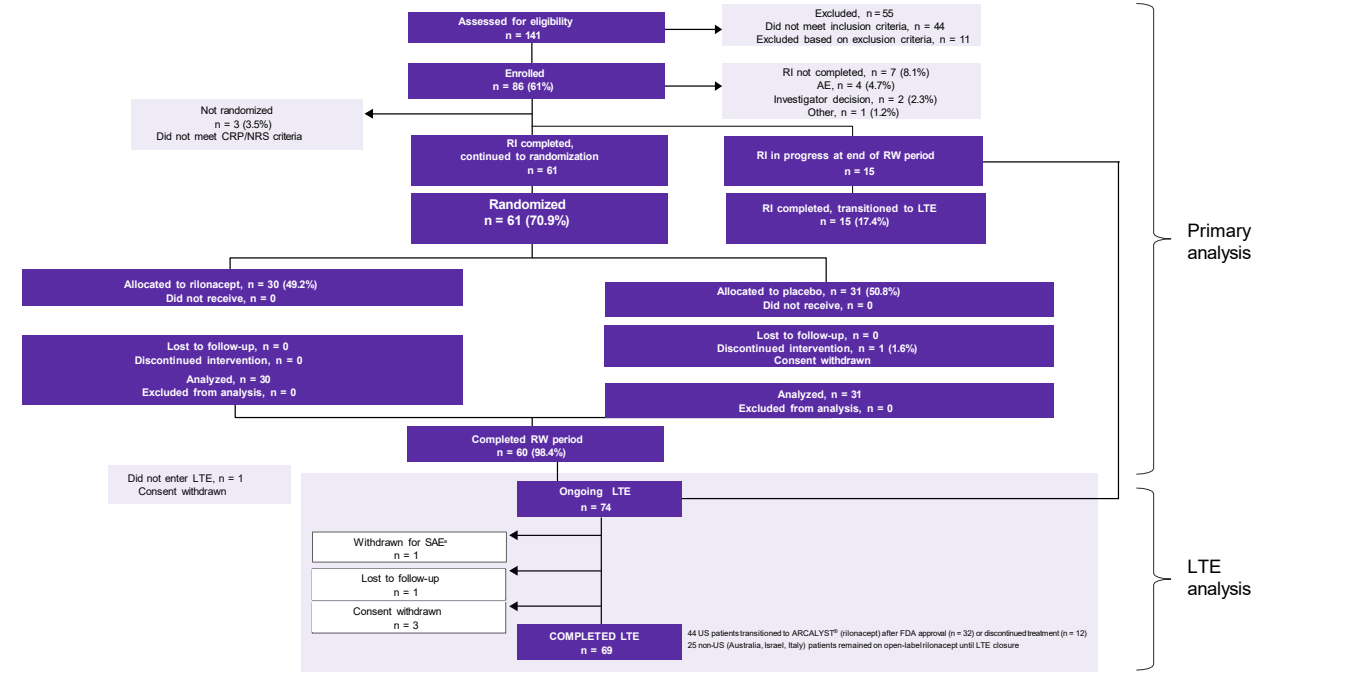 Assessed for eligibility
n = 141
Excluded, n = 55
Did not meet inclusion criteria, n = 44
Excluded based on exclusion criteria, n = 11
Enrolled
n = 86 (61%)
RI not completed, n = 7 (8.1%)
AE, n = 4 (4.7%)
Investigator decision, n = 2 (2.3%)
Other, n = 1 (1.2%)
Not randomized
n = 3 (3.5%)
Did not meet CRP/NRS criteria
RI completed,
continued to randomization
n = 61
RI in progress at end of RW period
n = 15
Randomized
n = 61 (70.9%)
RI completed, transitioned to LTE
n = 15 (17.4%)
Primary
analysis
Allocated to rilonacept, n = 30 (49.2%)
Did not receive, n = 0
Allocated to placebo, n = 31 (50.8%)
Did not receive, n = 0
Lost to follow-up, n = 0
Discontinued intervention, n = 0
Analyzed, n = 30
Excluded from analysis, n = 0
Lost to follow-up, n = 0
Discontinued intervention, n = 1 (1.6%)
Consent withdrawn
Analyzed, n = 31
Excluded from analysis, n = 0
Completed RW period
n = 60 (98.4%)
Did not enter LTE, n = 1
Consent withdrawn
Ongoing LTE
n = 74
Withdrawn for SAEᵃ
n = 1
Lost to follow-up
n = 1
Consent withdrawn
n = 3
LTE
analysis
COMPLETED LTE
n = 69
44 US patients transitioned to ARCALYST® (rilonacept) after FDA approval (n = 32) or discontinued treatment (n = 12)
25 non-US (Australia, Israel, Italy) patients remained on open-label rilonacept until LTE closure